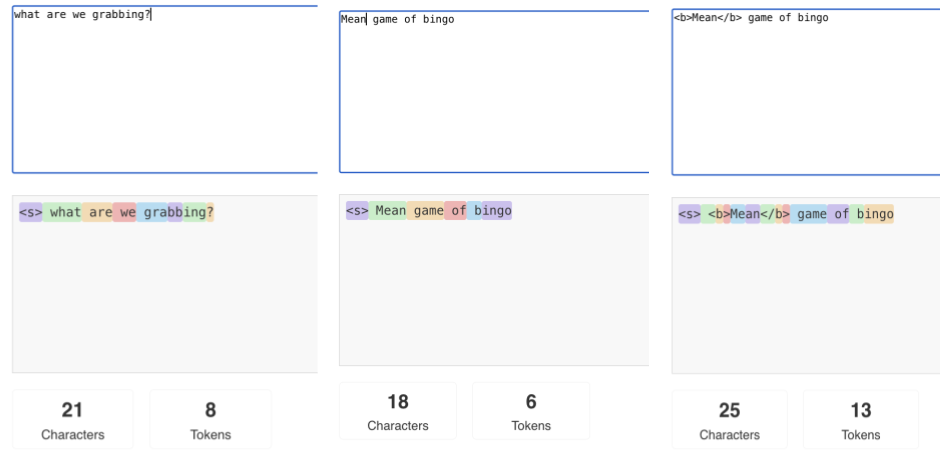 what are we grabbing?
<s> what are we grabbing?
21
Characters
8
Tokens
Mean game of bingo
<s> Mean game of bingo
18
Characters
6
Tokens
<b>Mean</b> game of bingo
<s> <b>Mean</b> game of bingo
25
Characters
13
Tokens